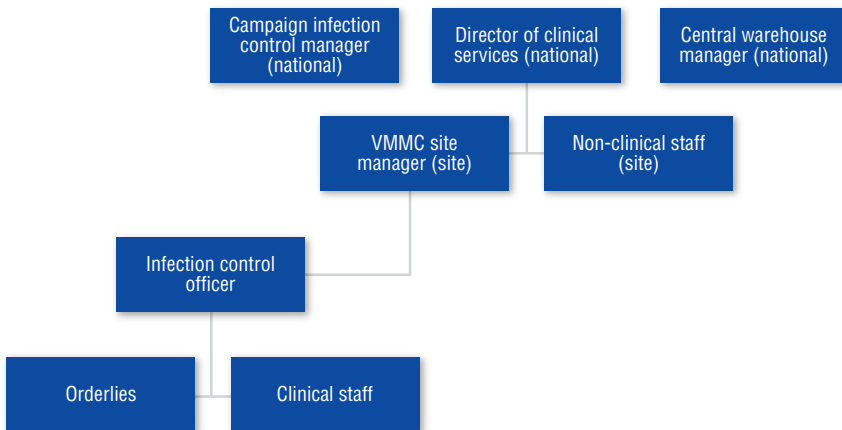 Campaign infection
control manager
(national)
Director of clinical
services (national)
Central warehouse
manager (national)
VMMC site
manager (site)
Non-clinical staff
(site)
Infection control
officer
Orderlies
Clinical staff